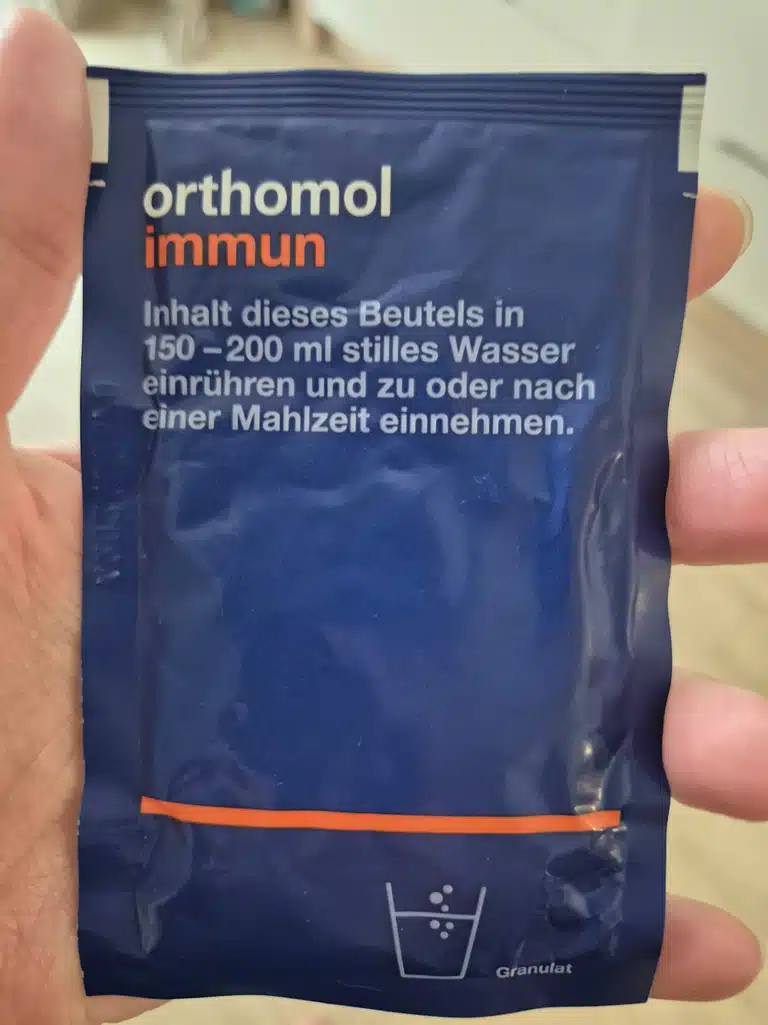 orthomol
immun
Inhalt dieses Beutels in
150 – 200 ml stilles Wasser
einrühren und zu oder nach
einer Mahlzeit einnehmen.
Granulat